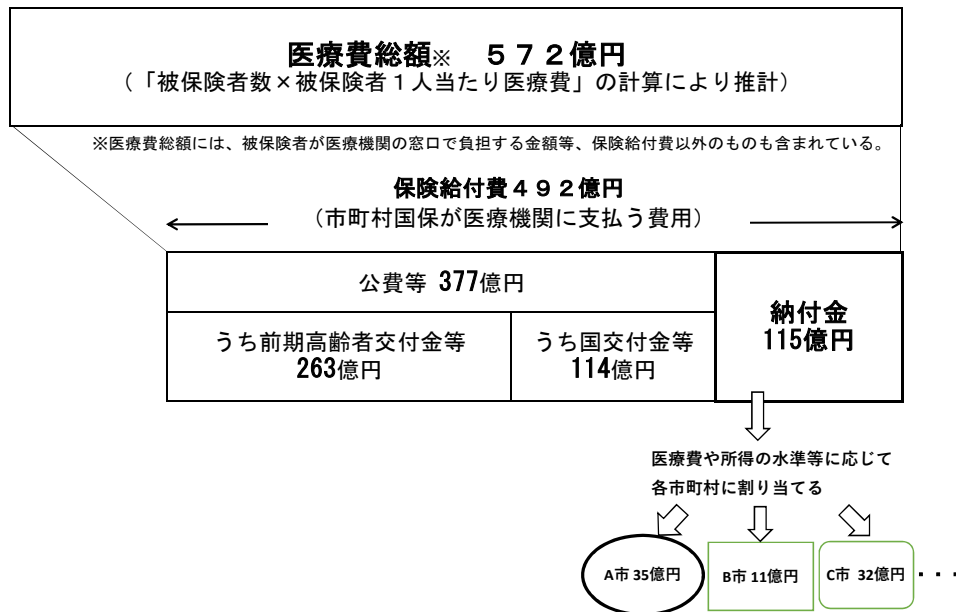 医療費総額※　５７２億円
（「被保険者数×被保険者１人当たり医療費」の計算により推計）
※医療費総額には、被保険者が医療機関の窓口で負担する金額等、保険給付費以外のものも含まれている。
保険給付費４９２億円
（市町村国保が医療機関に支払う費用）
公費等 377億円
うち前期高齢者交付金等
263億円
うち国交付金等
114億円
納付金
115億円
医療費や所得の水準等に応じて
各市町村に割り当てる
A市 35億円
B市 11億円
C市 32億円
・・・